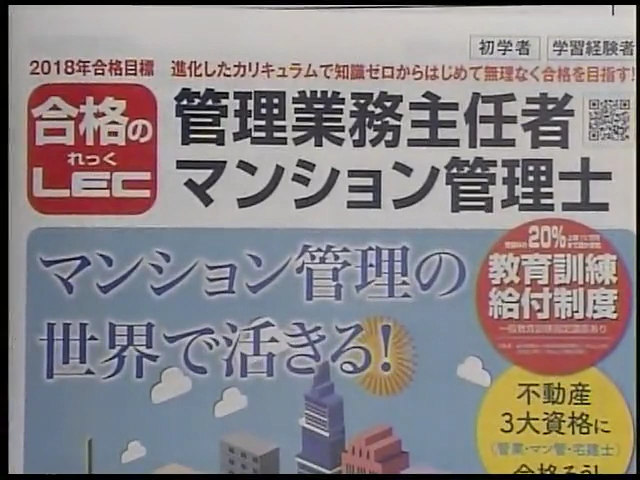 初学者 学習経験者
2018年合格目標 進化したカリキュラムで知識ゼロからはじめて無理なく合格を目指す!
合格の
れっく
LEC
管理業務主任者
マンション管理士
マンション管理の
世界で活きる!
20%
教育訓練
給付制度
不動産
3大資格に
(管業・マン管・宅建士)